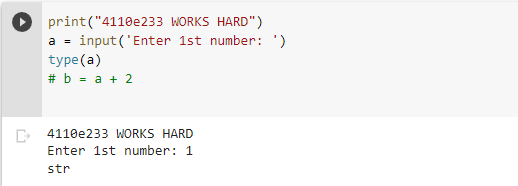 print("4110e233 WORKS HARD")
a = input('Enter 1st number: ')
type(a)
# b = a + 2
4110e233 WORKS HARD
Enter 1st number: 1
str